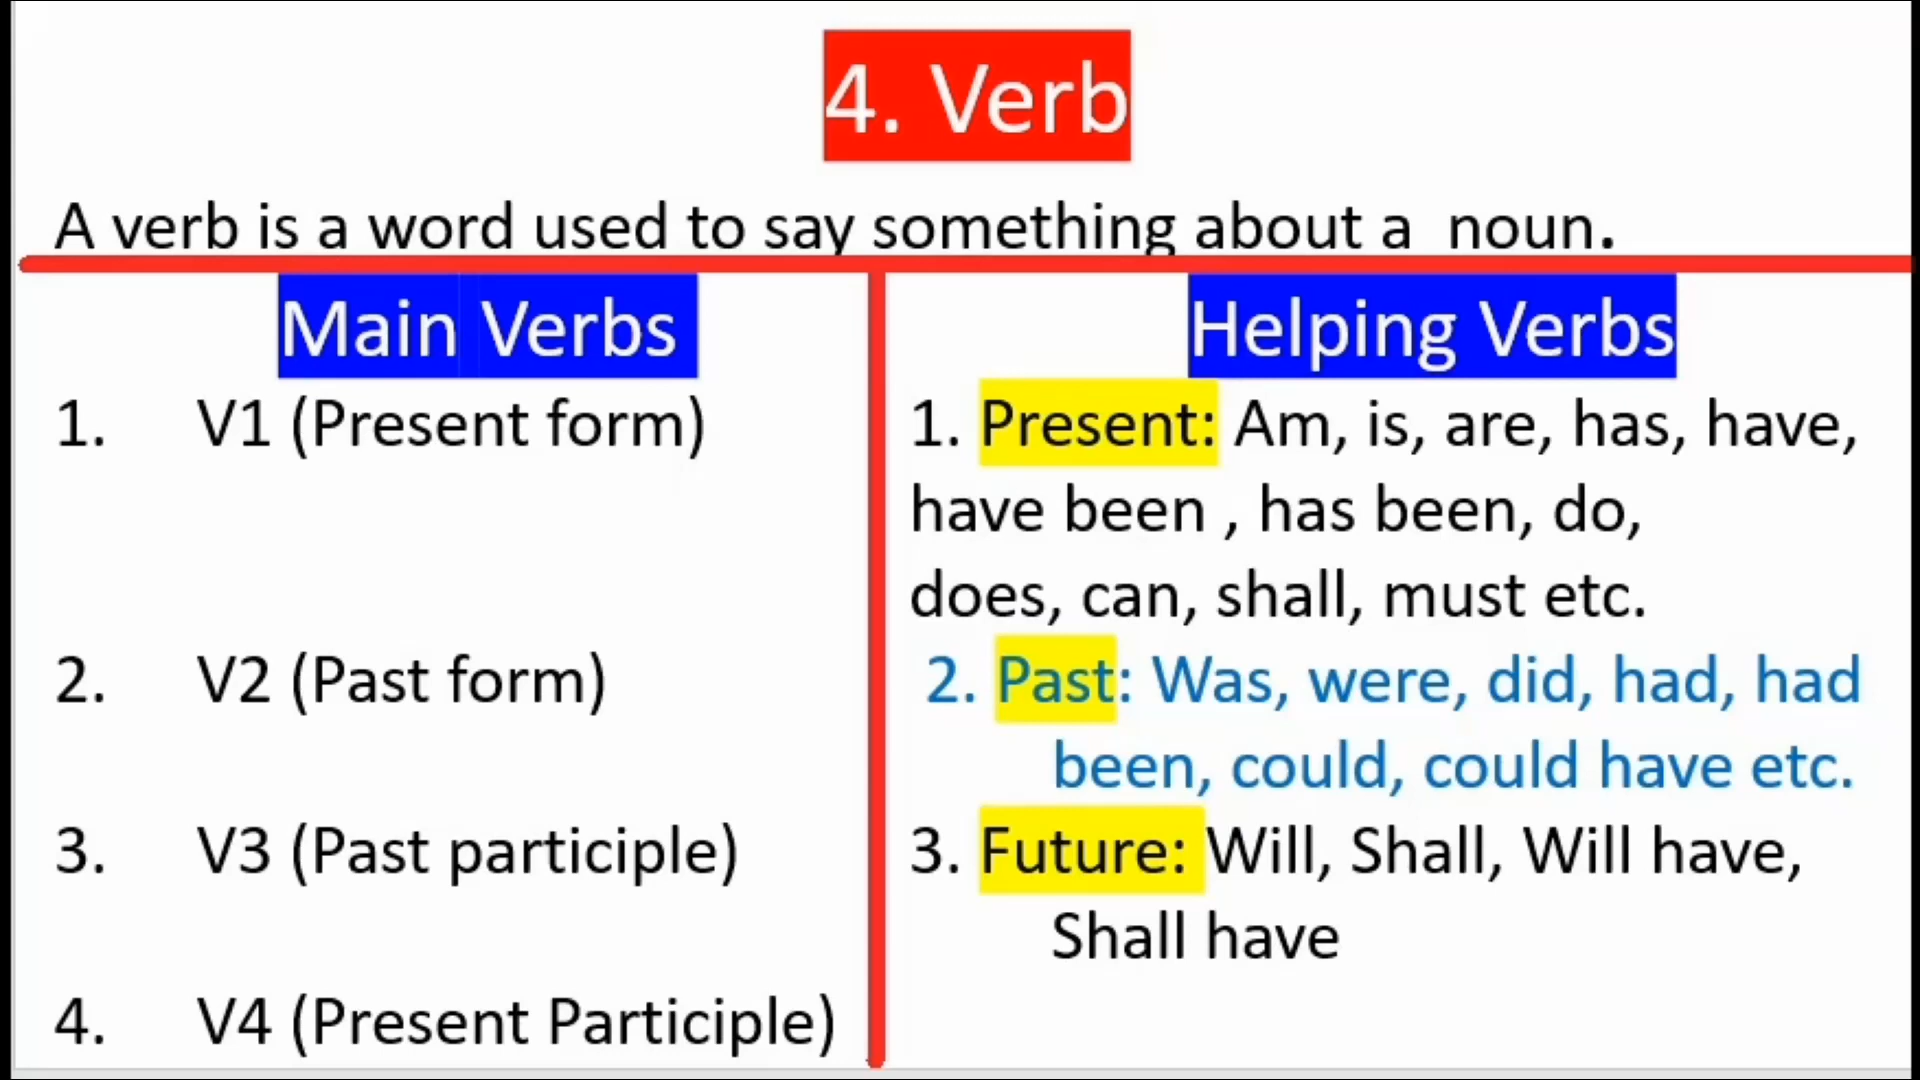 4. Verb
A verb is a word used to say something about a noun.
Main Verbs
1. V1 (Present form)
2. V2 (Past form)
3. V3 (Past participle)
4. V4 (Present Participle)
Helping Verbs
1. Present: Am, is, are, has, have,
have been , has been, do,
does, can, shall, must etc.
2. Past: Was, were, did, had, had
been, could, could have etc.
3. Future: Will, Shall, Will have,
Shall have